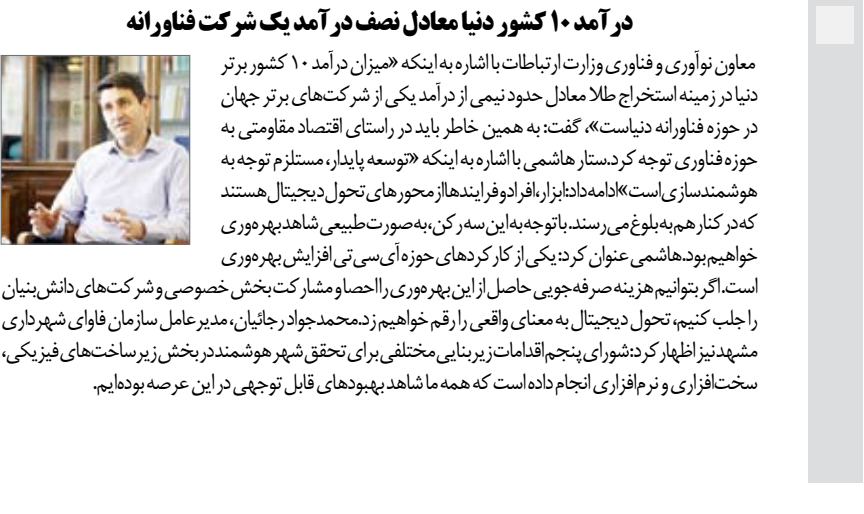 درآمد ۱۰ کشور دنیا معادل نصف درآمد یک شرکت فناورانه
معاون نوآوری و فناوری وزارت ارتباطات با اشاره به اینکه «میزان درآمد ۱۰ کشور برتر
دنیا در زمینه استخراج طلا معادل حدود نیمی از درآمد یکی از شرکت‌های برتر جهان
در حوزه فناورانه دنیاست»، گفت: به همین خاطر باید در راستای اقتصاد مقاومتی به
حوزه فناوری توجه کرد.ستار هاشمی با اشاره به اینکه «توسعه پایدار، مستلزم توجه به
هوشمندسازی است»ادامه داد:ابزار،افراد و فرایندها از محورهای تحول دیجیتال هستند
که در کنار هم به بلوغ می‌رسند. با توجه به این سه رکن، به صورت طبیعی شاهد بهره‌وری
خواهیم بود.هاشمی عنوان کرد: یکی از کارکردهای حوزه آی‌سی‌تی افزایش بهره‌وری
است.اگر بتوانیم هزینه صرفه‌جویی حاصل از این بهره‌وری را احصا و مشارکت بخش خصوصی و شرکت‌های دانش‌بنیان
را جلب کنیم، تحول دیجیتال به معنای واقعی را رقم خواهیم زد.محمدجواد رجائیان، مدیرعامل سازمان فاوای شهرداری
مشهد نیز اظهار کرد:شورای پنجم اقدامات زیربنایی مختلفی برای تحقق شهر هوشمند در بخش زیرساخت‌های فیزیکی،
سخت‌افزاری و نرم‌افزاری انجام داده است که همه ما شاهد بهبودهای قابل توجهی در این عرصه بوده‌ایم.